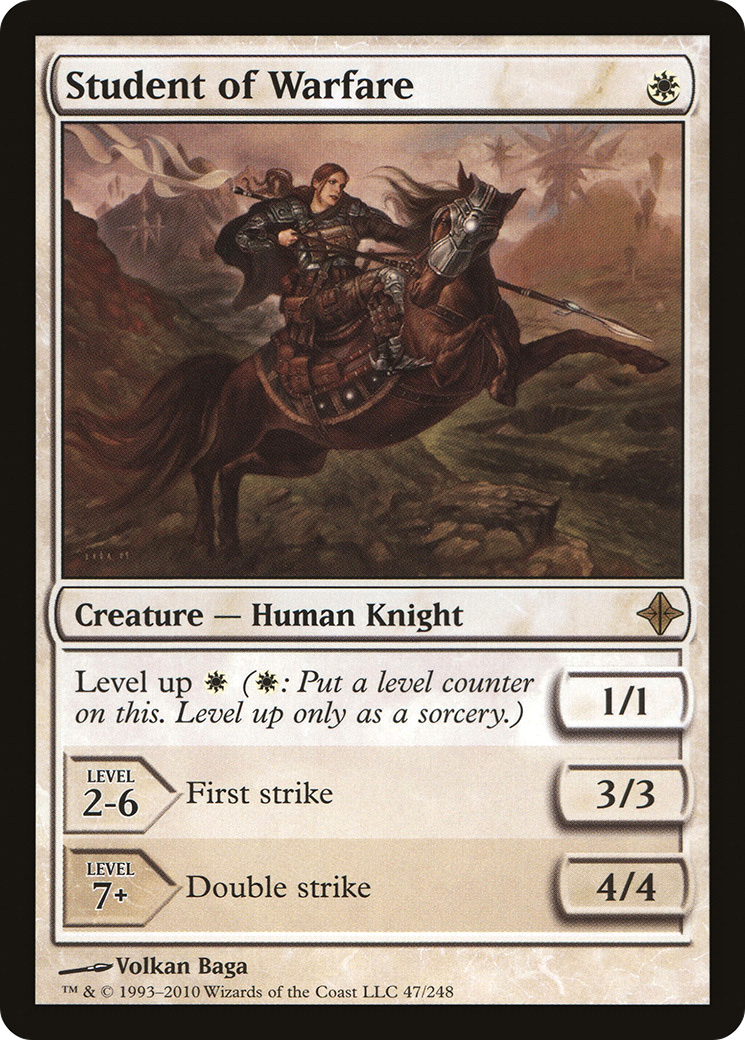 Student of Warfare
Creature — Human Knight
Level up (: Put a level counter
on this. Level up only as a sorcery.)
1/1
LEVEL
2-6
First strike
3/3
LEVEL
7+
Double strike
4/4
Volkan Baga
™ & © 1993–2010 Wizards of the Coast LLC 47/248